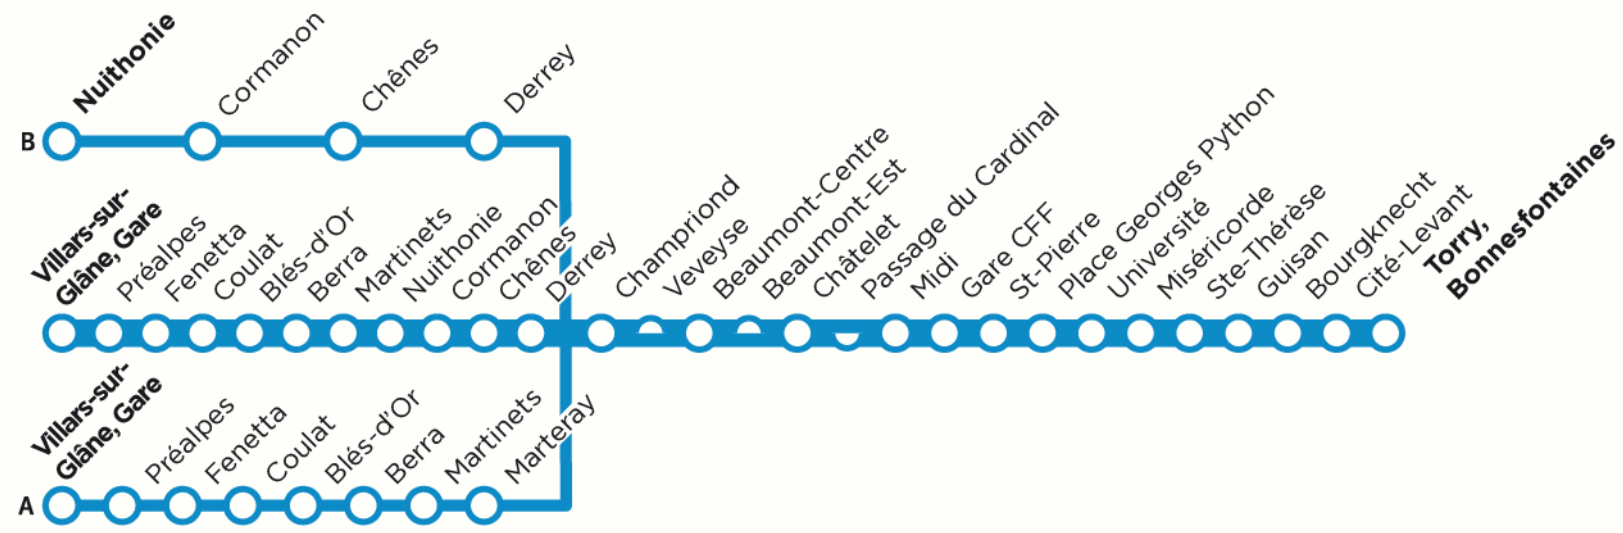 Nuithonie
Cormanon
Chênes
Derrey
B
Villars-sur-
Glâne, Gare
Préalpes
Fenetta
Coulat
Blés-d'Or
Berra
Martinets
Nuithonie
Cormanon
Chênes
Derrey
Champriond
Veveyse
Beaumont-Centre
Beaumont-Est
Châtelet
Passage du Cardinal
Midi
Gare CFF
St-Pierre
Place Georges Python
Université
Miséricorde
Ste-Thérèse
Guisan
Bourgknecht
Cité-Levant
Torry,
Bonnesfontaines
Villars-sur-
Glâne, Gare
Préalpes
Fenetta
Coulat
Blés-d'Or
Berra
Martinets
Marteray
A